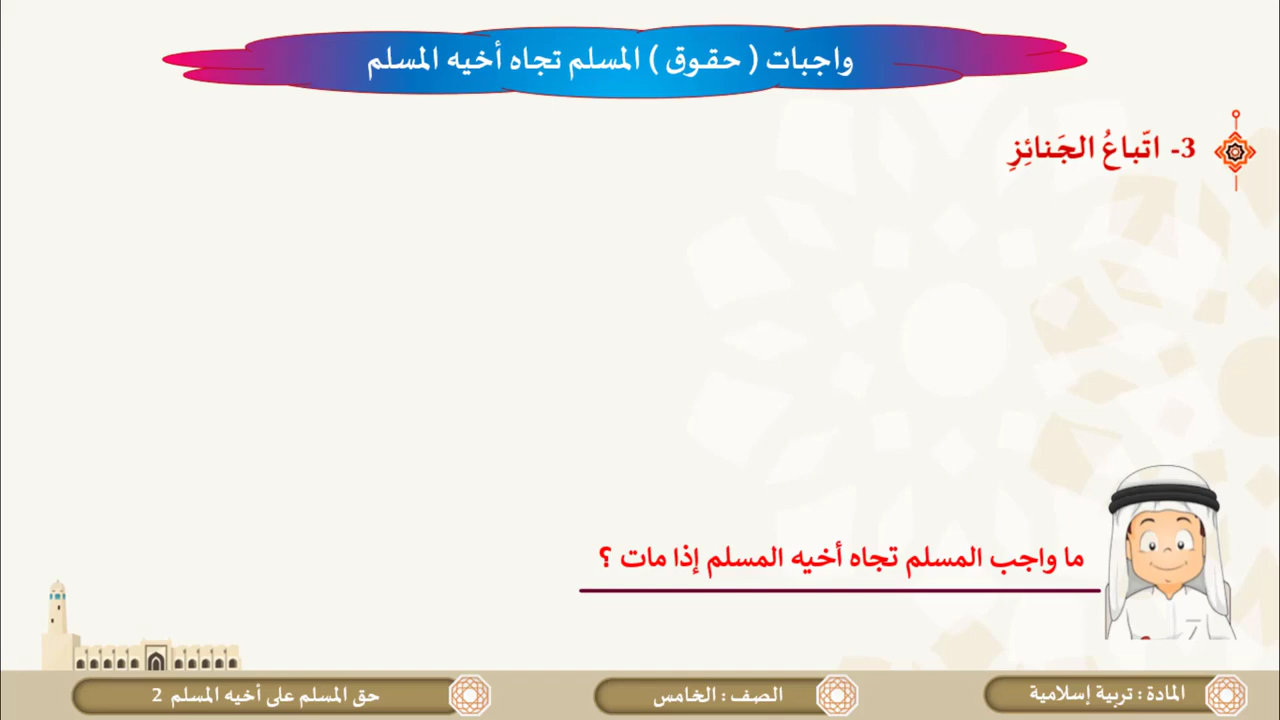 واجبات ( حقوق ) المسلم تجاه أخيه المسلم
3- اتّباعُ الجَنائِزِ
ما واجب المسلم تجاه أخيه المسلم إذا مات ؟
المادة : تربية إسلامية
الصف : الخامس
حق المسلم على أخيه المسلم 2